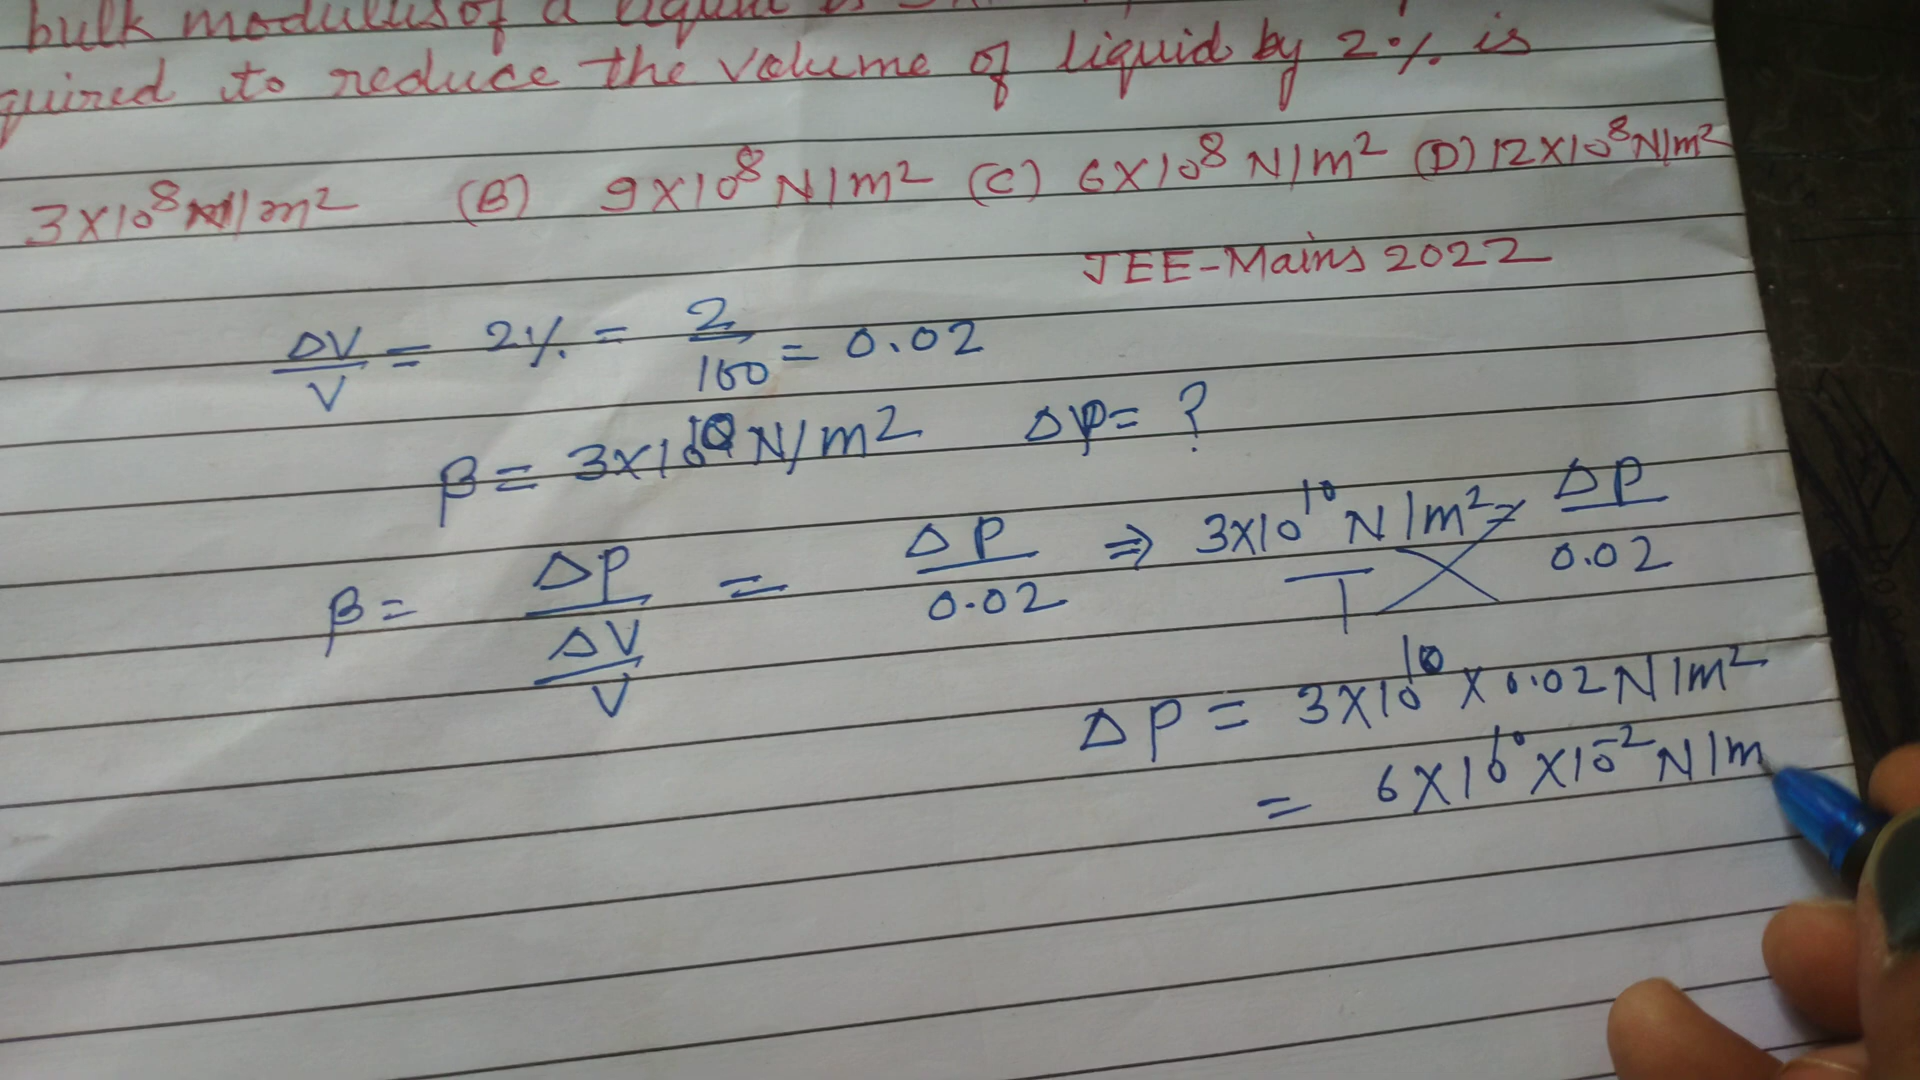 bulk modulus of a liquid is
quired to reduce the volume of liquid by 2% is
3×10⁸ N/m² (B) 9×10⁸ N/m² (C) 6×10⁸ N/m² (D) 12×10⁸ N/m²
JEE-Mains 2022
ΔV/V = 2% = 2/100 = 0.02
β = 3×10¹⁰ N/m² Δp = ?
β = ΔP/(ΔV/V) = ΔP/0.02 ⇒ 3×10¹⁰ N/m²/1 = ΔP/0.02
ΔP = 3×10¹⁰ × 0.02 N/m²
= 6×10¹⁰ ×10⁻² N/m